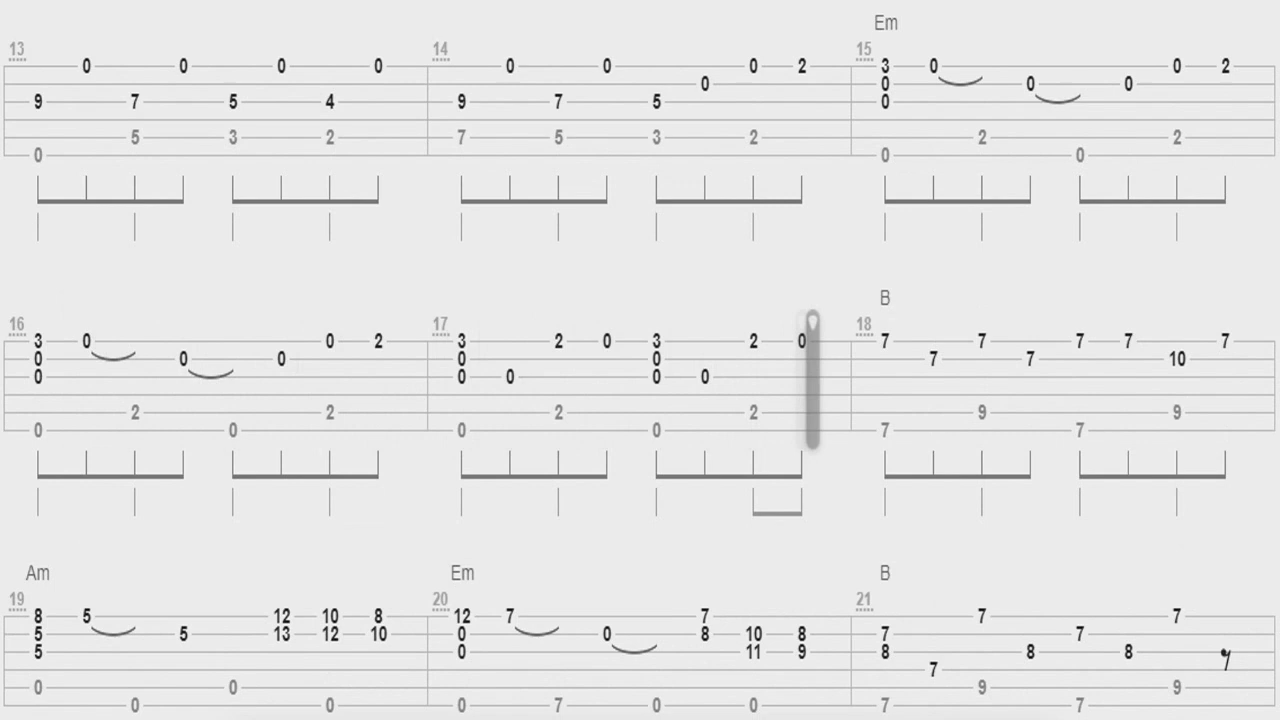 Em
13 14 15
0 0 0 0 0 0 0 2 3 0 0 2
0 0 0 0
9 7 5 4 9 7 5 0
5 3 2 7 5 3 2 2 2
0 0 0
B
16 17 18
3 0 0 2 3 2 0 3 2 0 7 7 7 7 7
0 0 0 0 0 7 7 10
0 0 0 0 0
2 2 2 2 9 9
0 0 0 0 7 7
Am Em B
19 20 21
8 5 12 10 8 12 7 7 7 7
5 5 13 12 10 0 0 8 10 8 7 7
5 0 11 9 8 8 8
7
0 0 9 9
0 0 0 7 0 0 7 7